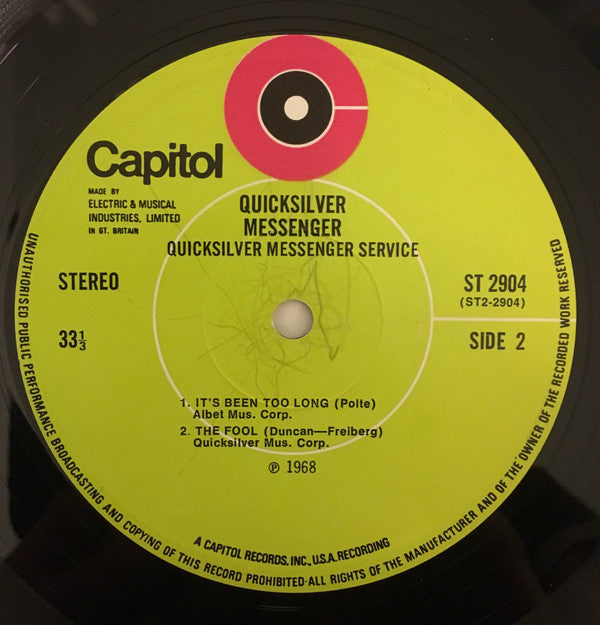 Capitol
MADE BY
ELECTRIC & MUSICAL
INDUSTRIES, LIMITED
IN GT. BRITAIN
QUICKSILVER
MESSENGER
QUICKSILVER MESSENGER SERVICE
STEREO
ST 2904
(ST2-2904)
33⅓
SIDE 2
1. IT'S BEEN TOO LONG (Polte)
Albet Mus. Corp.
2. THE FOOL (Duncan—Freiberg)
Quicksilver Mus. Corp.
℗ 1968
A CAPITOL RECORDS, INC., U.S.A. RECORDING
UNAUTHORISED PUBLIC PERFORMANCE BROADCASTING AND COPYING OF THIS RECORD PROHIBITED·ALL RIGHTS OF THE MANUFACTURER AND OF THE OWNER OF THE RECORDED WORK RESERVED